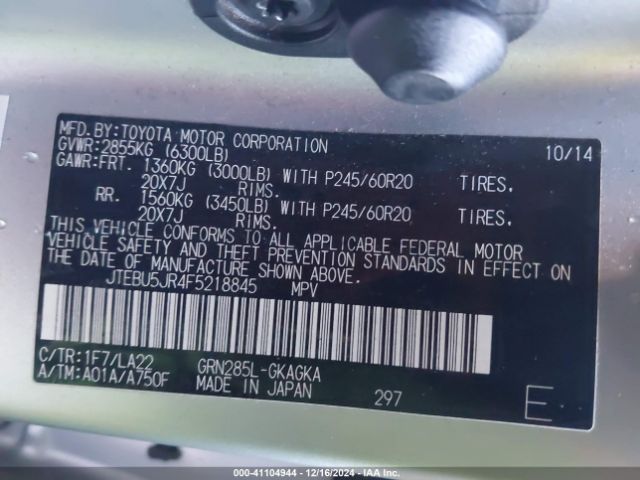 MFD.BY:TOYOTA MOTOR CORPORATION 10/14
GVWR:2855KG (6300LB)
GAWR:FRT. 1360KG (3000LB) WITH P245/60R20 TIRES,
20X7J RIMS.
RR. 1560KG (3450LB) WITH P245/60R20 TIRES,
20X7J RIMS.
THIS VEHICLE CONFORMS TO ALL APPLICABLE FEDERAL MOTOR
VEHICLE SAFETY AND THEFT PREVENTION STANDARDS IN EFFECT ON
THE DATE OF MANUFACTURE SHOWN ABOVE.
JTEBU5JR4F5218845 MPV
C/TR:1F7/LA22 GRN285L-GKAGKA
A/TM:A01A/A750F MADE IN JAPAN 297 E
000-41104944 — 12/16/2024 — IAA Inc.